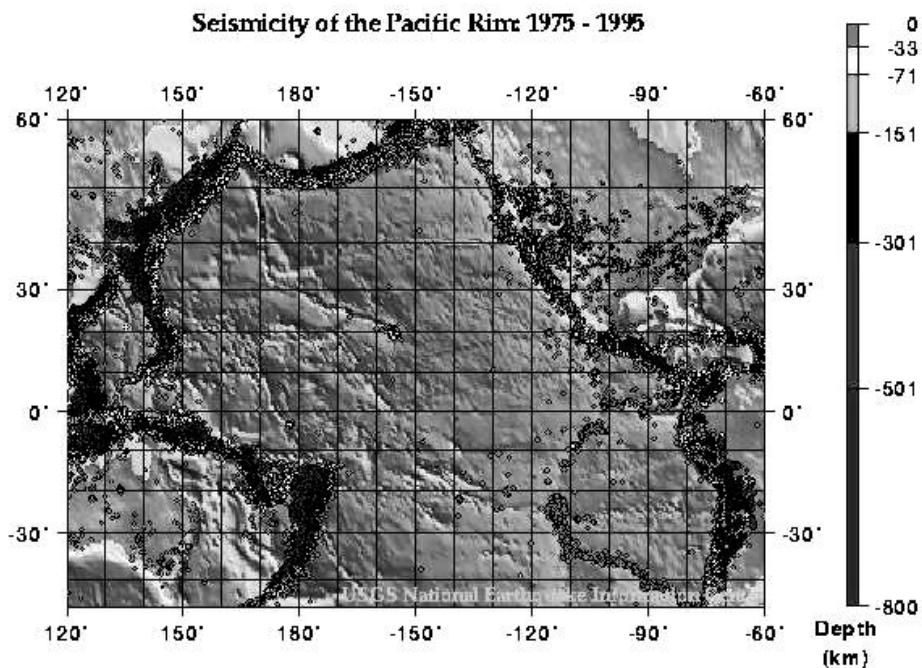 Seismicity of the Pacific Rim: 1975 - 1995
120˚ 150˚ 180˚ -150˚ -120˚ -90˚ -60˚
60˚ 60˚
30˚ 30˚
0˚ 0˚
-30˚ -30˚
120˚ 150˚ 180˚ -150˚ -120˚ -90˚ -60˚
USGS National Earthquake Information
0
-33
-71
-151
-301
-501
-800
Depth
(km)